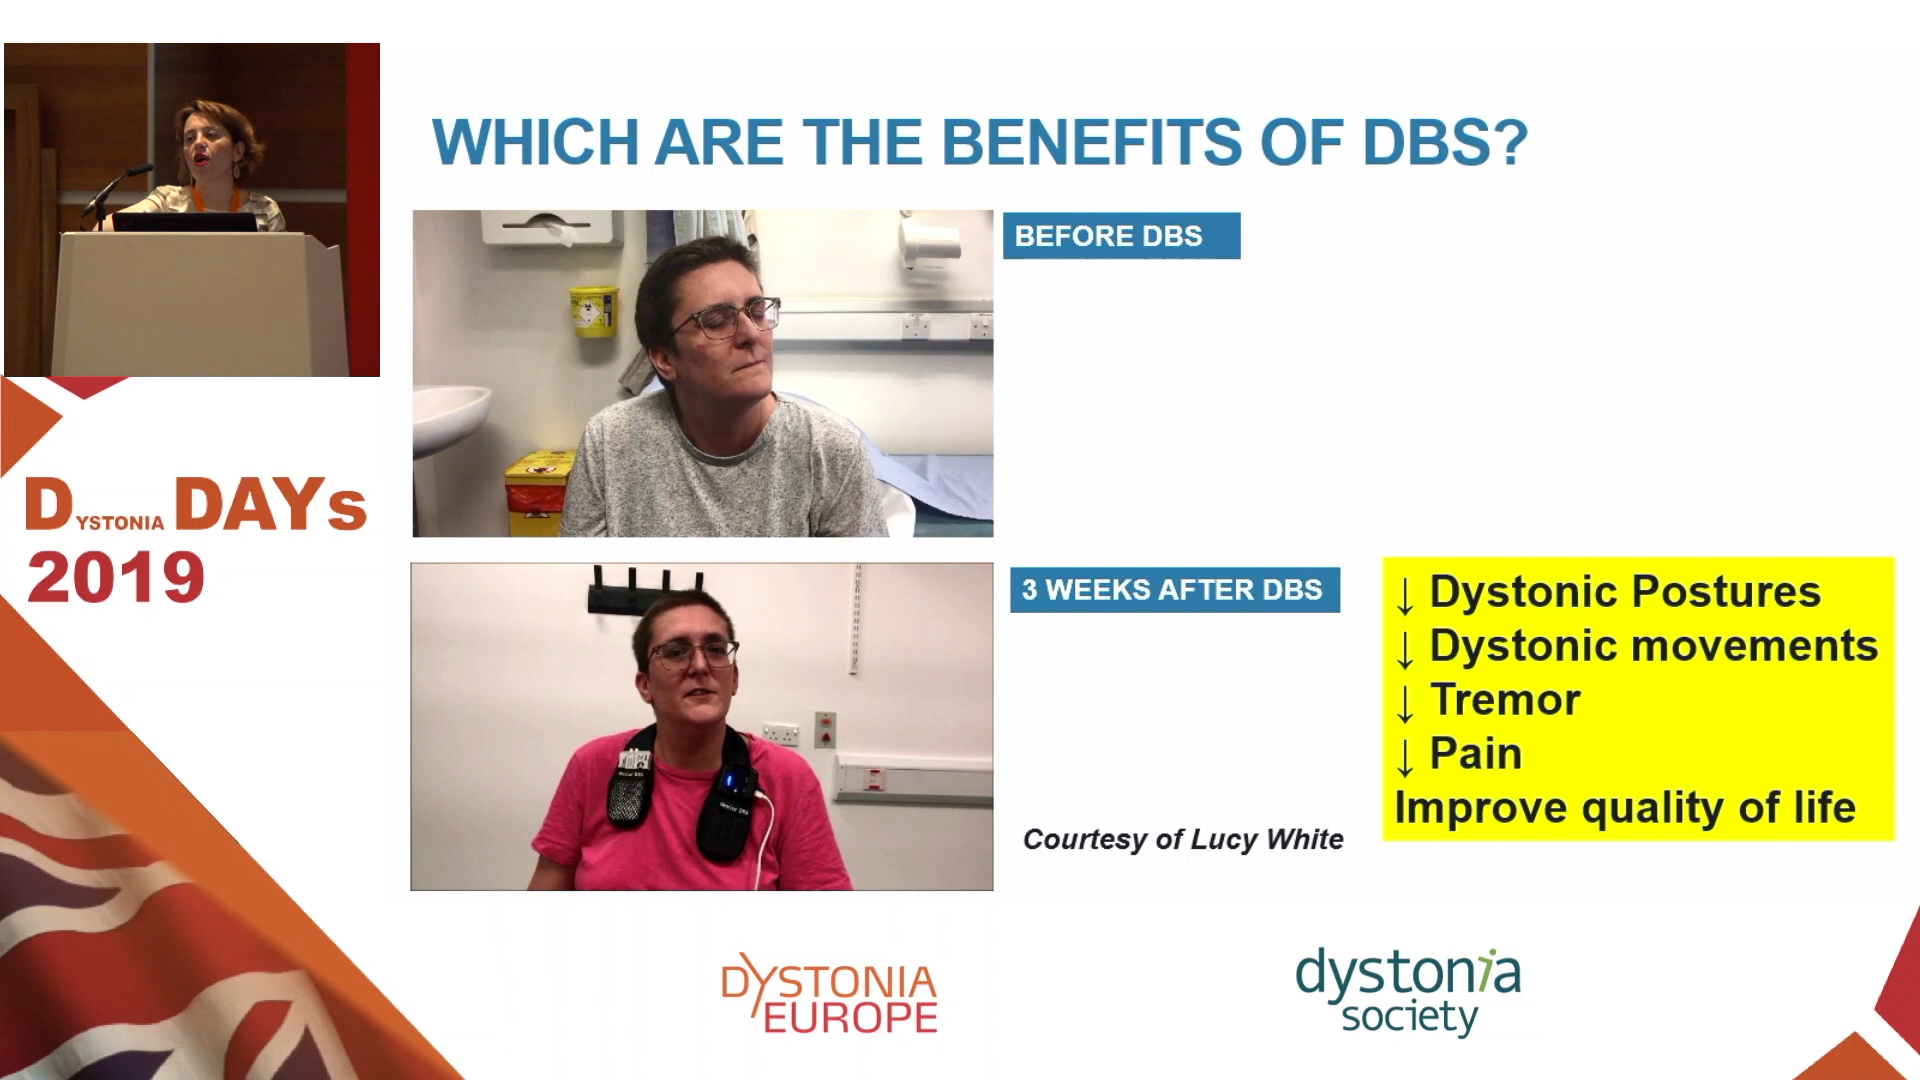 WHICH ARE THE BENEFITS OF DBS?
BEFORE DBS
DYSTONIA DAYs
2019
3 WEEKS AFTER DBS
↓ Dystonic Postures
↓ Dystonic movements
↓ Tremor
↓ Pain
Improve quality of life
Courtesy of Lucy White
DYSTONIA
EUROPE
dystonia
society